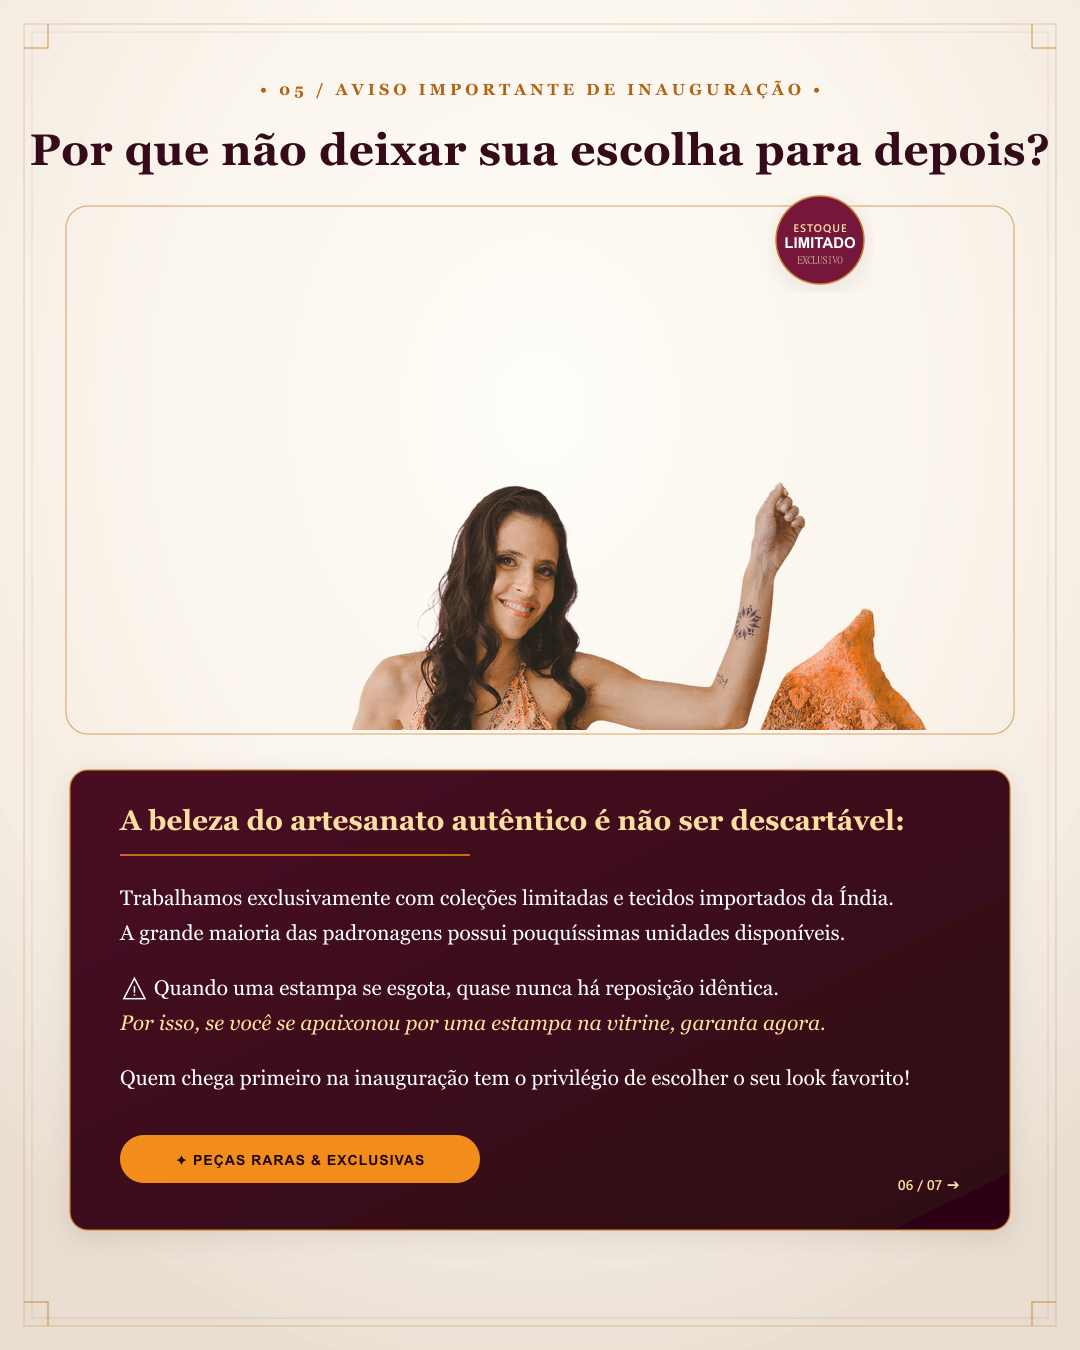 • 05 / AVISO IMPORTANTE DE INAUGURAÇÃO •
Por que não deixar sua escolha para depois?
ESTOQUE
LIMITADO
EXCLUSIVO
A beleza do artesanato autêntico é não ser descartável:
Trabalhamos exclusivamente com coleções limitadas e tecidos importados da Índia.
A grande maioria das padronagens possui pouquíssimas unidades disponíveis.
⚠ Quando uma estampa se esgota, quase nunca há reposição idêntica.
Por isso, se você se apaixonou por uma estampa na vitrine, garanta agora.
Quem chega primeiro na inauguração tem o privilégio de escolher o seu look favorito!
✦ PEÇAS RARAS & EXCLUSIVAS
06 / 07 →